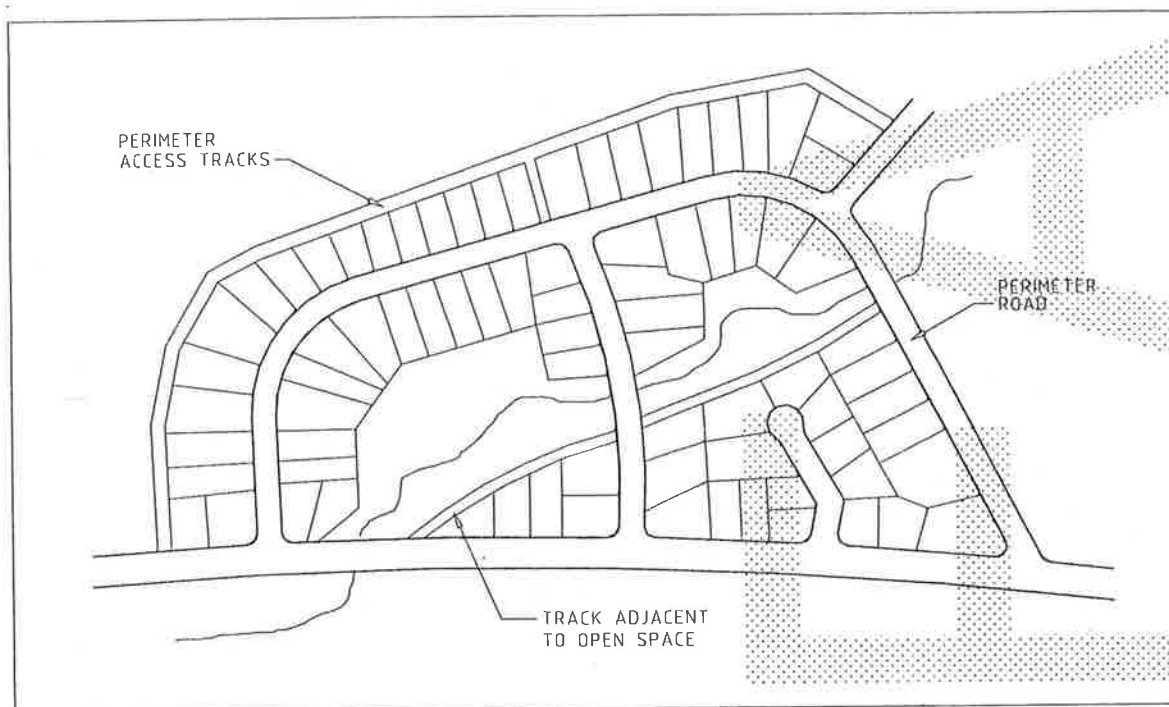 PERIMETER
ACCESS TRACKS
PERIMETER
ROAD
TRACK ADJACENT
TO OPEN SPACE